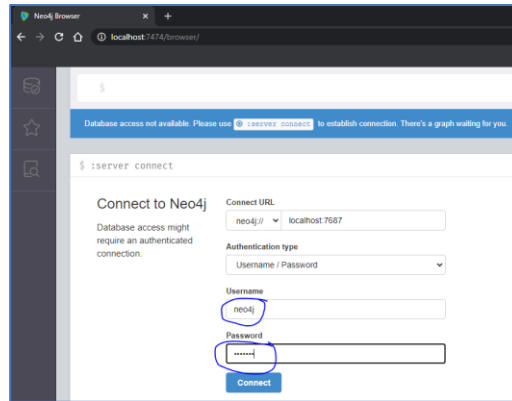 Neo4j Browser
localhost:7474/browser/
$
Database access not available. Please use :server connect to establish connection. There's a graph waiting for you.
$ :server connect
Connect to Neo4j
Database access might
require an authenticated
connection.
Connect URL
neo4j:// localhost:7687
Authentication type
Username / Password
Username
neo4j
Password
•••••••
Connect